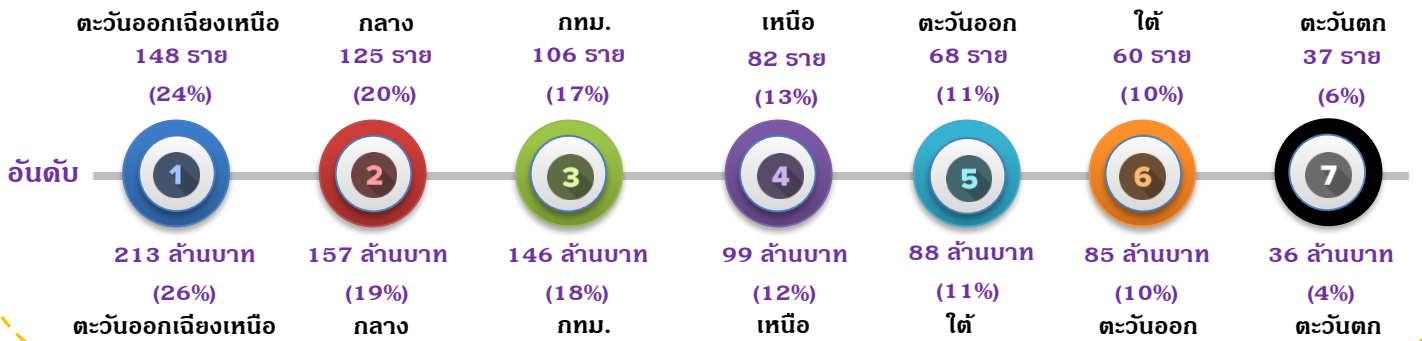 ตะวันออกเฉียงเหนือ กลาง กทม. เหนือ ตะวันออก ใต้ ตะวันตก
148 ราย 125 ราย 106 ราย 82 ราย 68 ราย 60 ราย 37 ราย
(24%) (20%) (17%) (13%) (11%) (10%) (6%)
อันดับ 1 2 3 4 5 6 7
213 ล้านบาท 157 ล้านบาท 146 ล้านบาท 99 ล้านบาท 88 ล้านบาท 85 ล้านบาท 36 ล้านบาท
(26%) (19%) (18%) (12%) (11%) (10%) (4%)
ตะวันออกเฉียงเหนือ กลาง กทม. เหนือ ใต้ ตะวันออก ตะวันตก